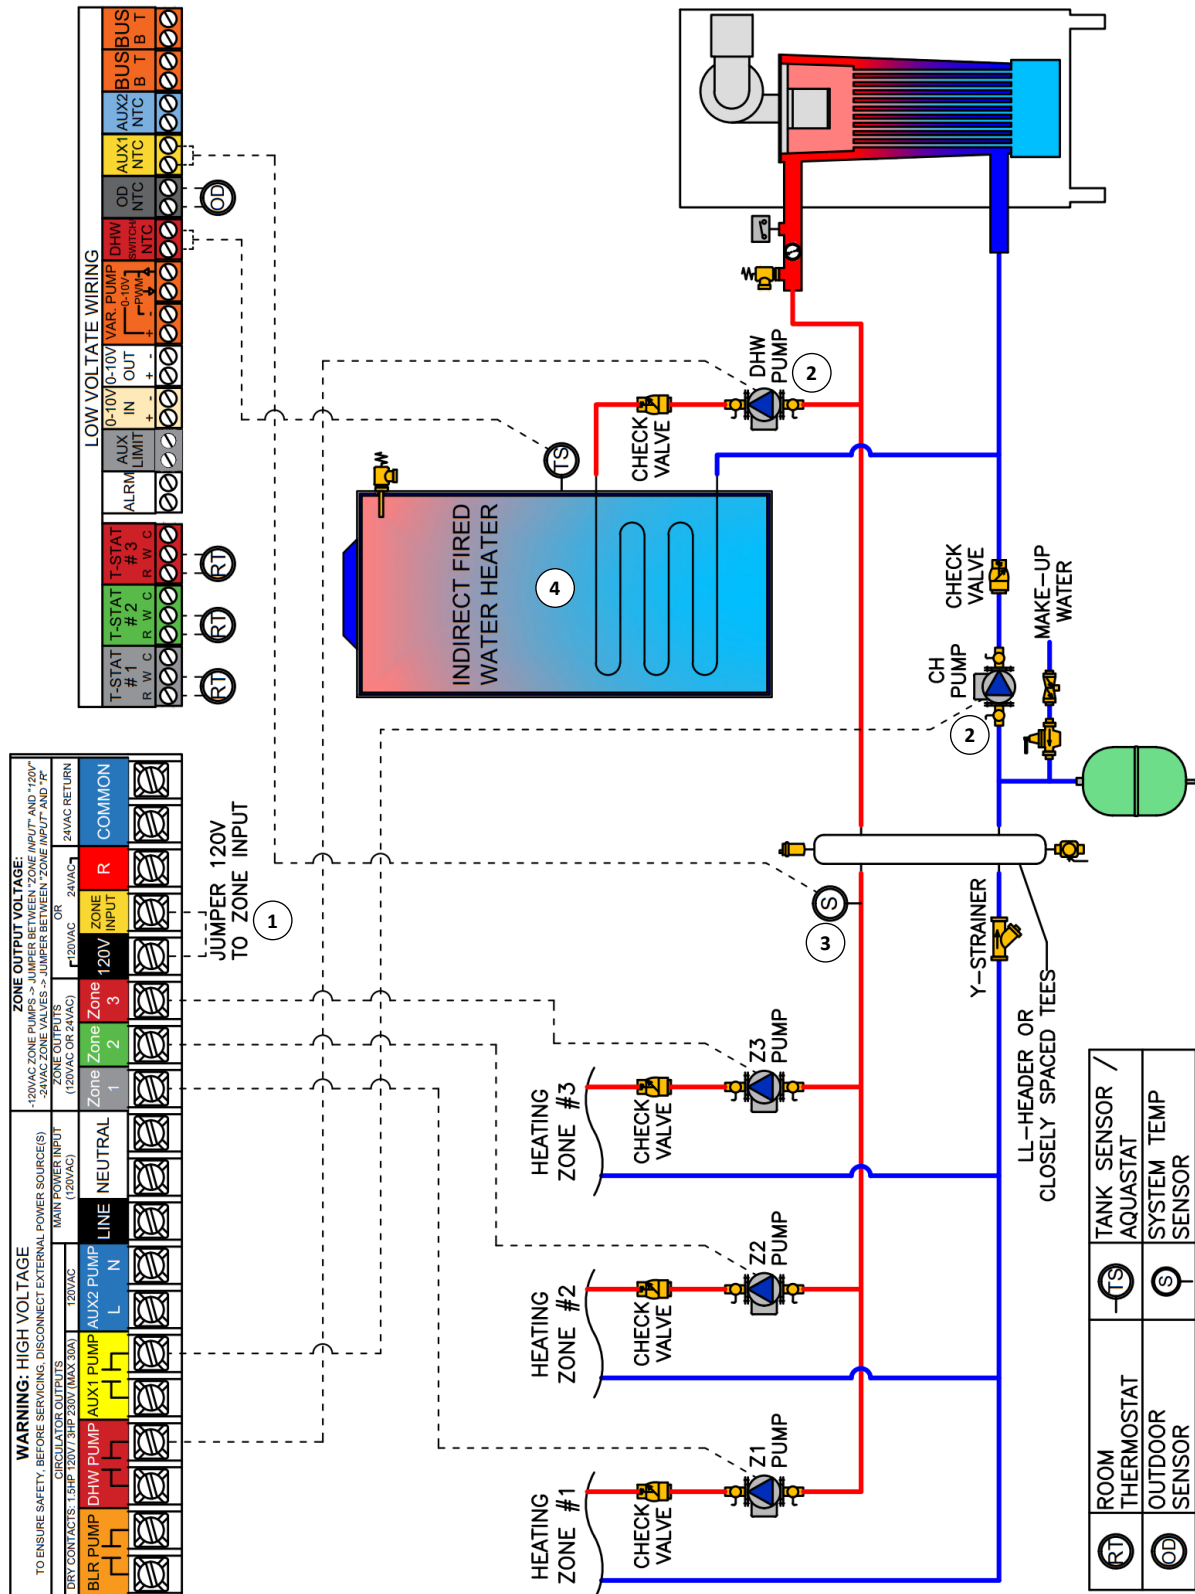 WARNING: HIGH VOLTAGE
TO ENSURE SAFETY, BEFORE SERVICING, DISCONNECT EXTERNAL POWER SOURCE(S)
CIRCULATOR OUTPUTS
DRY CONTACTS: 1.5HP 120V / 3HP 230V (MAX 30A)
120VAC
MAIN POWER INPUT
(120VAC)
BLR PUMP
DHW PUMP
AUX1 PUMP
AUX2 PUMP
L N
LINE
NEUTRAL
ZONE OUTPUT VOLTAGE:
-120VAC ZONE PUMPS -> JUMPER BETWEEN "ZONE INPUT" AND "120V"
-24VAC ZONE VALVES -> JUMPER BETWEEN "ZONE INPUT" AND "R"
ZONE OUTPUTS
(120VAC OR 24VAC)
OR
120VAC
24VAC
24VAC RETURN
Zone 1
Zone 2
Zone 3
120V
ZONE INPUT
R
COMMON
JUMPER 120V
TO ZONE INPUT
1
LOW VOLTATE WIRING
T-STAT
# 1
R W C
T-STAT
# 2
R W C
T-STAT
# 3
R W C
ALRM
AUX
LIMIT
0-10V
IN
+ -
0-10V
OUT
+ -
VAR. PUMP
0-10V
PWM
+ -
DHW
SWITCH/
NTC
OD
NTC
AUX1
NTC
AUX2
NTC
BUS
B T
BUS
B T
RT
RT
RT
OD
INDIRECT FIRED
WATER HEATER
4
TS
CHECK
VALVE
DHW
PUMP
2
CH
PUMP
2
CHECK
VALVE
MAKE-UP
WATER
S
3
Y-STRAINER
LL-HEADER OR
CLOSELY SPACED TEES
HEATING
ZONE #1
CHECK
VALVE
Z1
PUMP
HEATING
ZONE #2
CHECK
VALVE
Z2
PUMP
HEATING
ZONE #3
CHECK
VALVE
Z3
PUMP
RT
ROOM
THERMOSTAT
TS
TANK SENSOR /
AQUASTAT
OD
OUTDOOR
SENSOR
S
SYSTEM TEMP
SENSOR